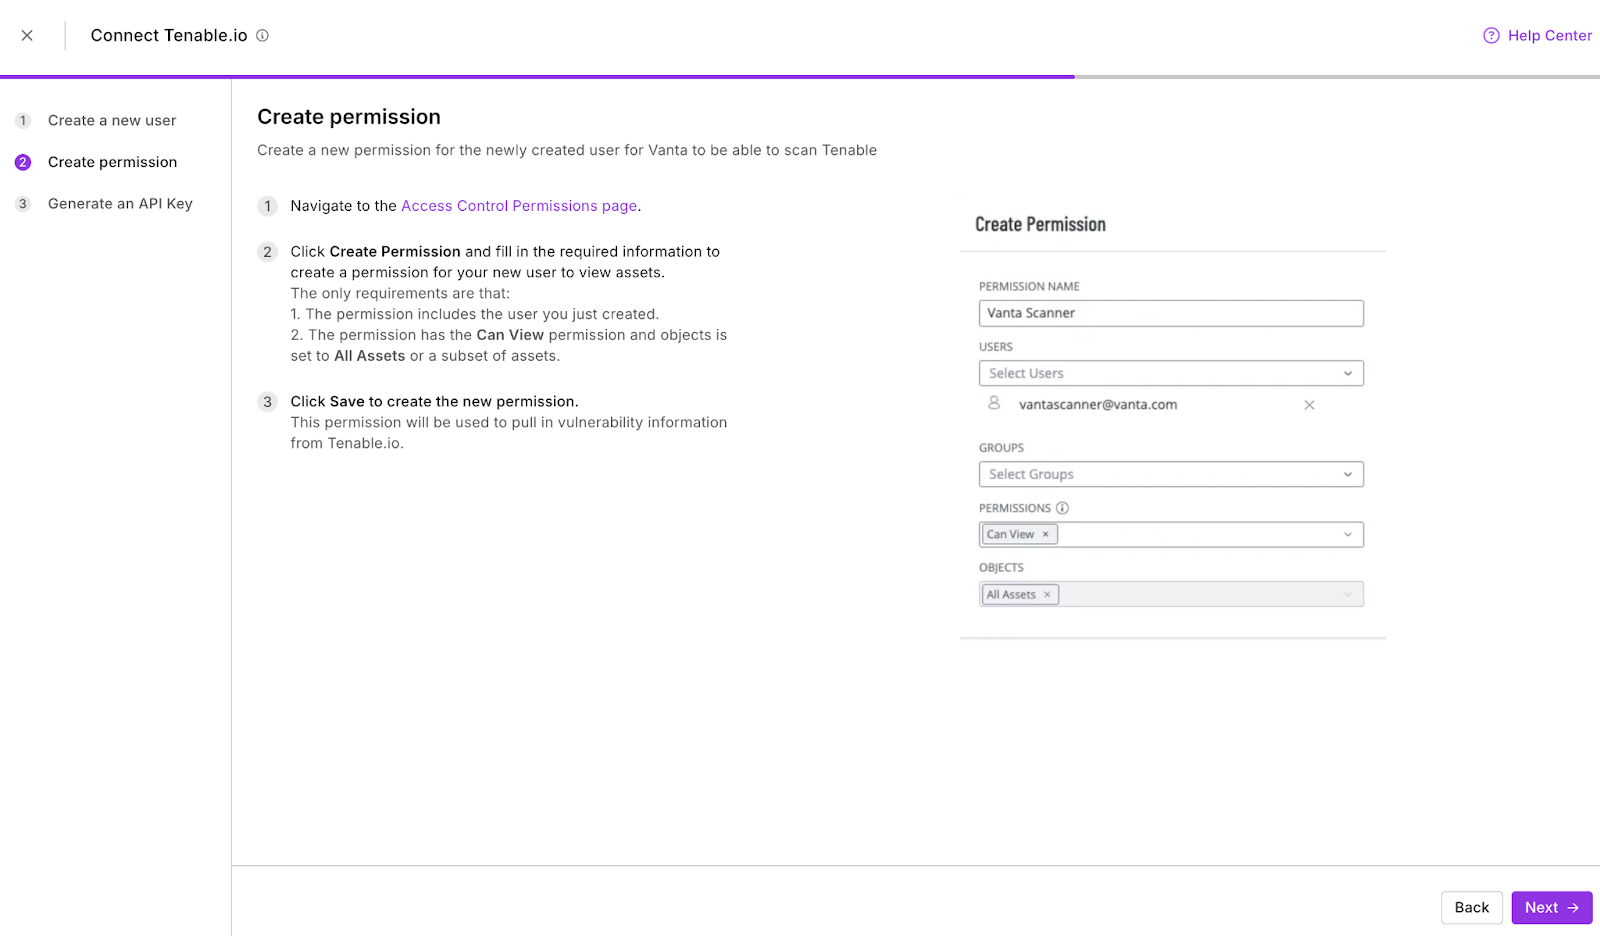 Connect Tenable.io
Help Center
1 Create a new user
2 Create permission
3 Generate an API Key
Create permission
Create a new permission for the newly created user for Vanta to be able to scan Tenable
1 Navigate to the Access Control Permissions page.
2 Click Create Permission and fill in the required information to
create a permission for your new user to view assets.
The only requirements are that:
1. The permission includes the user you just created.
2. The permission has the Can View permission and objects is
set to All Assets or a subset of assets.
3 Click Save to create the new permission.
This permission will be used to pull in vulnerability information
from Tenable.io.
Create Permission
PERMISSION NAME
Vanta Scanner
USERS
Select Users
vantascanner@vanta.com
GROUPS
Select Groups
PERMISSIONS
Can View
OBJECTS
All Assets
Back
Next